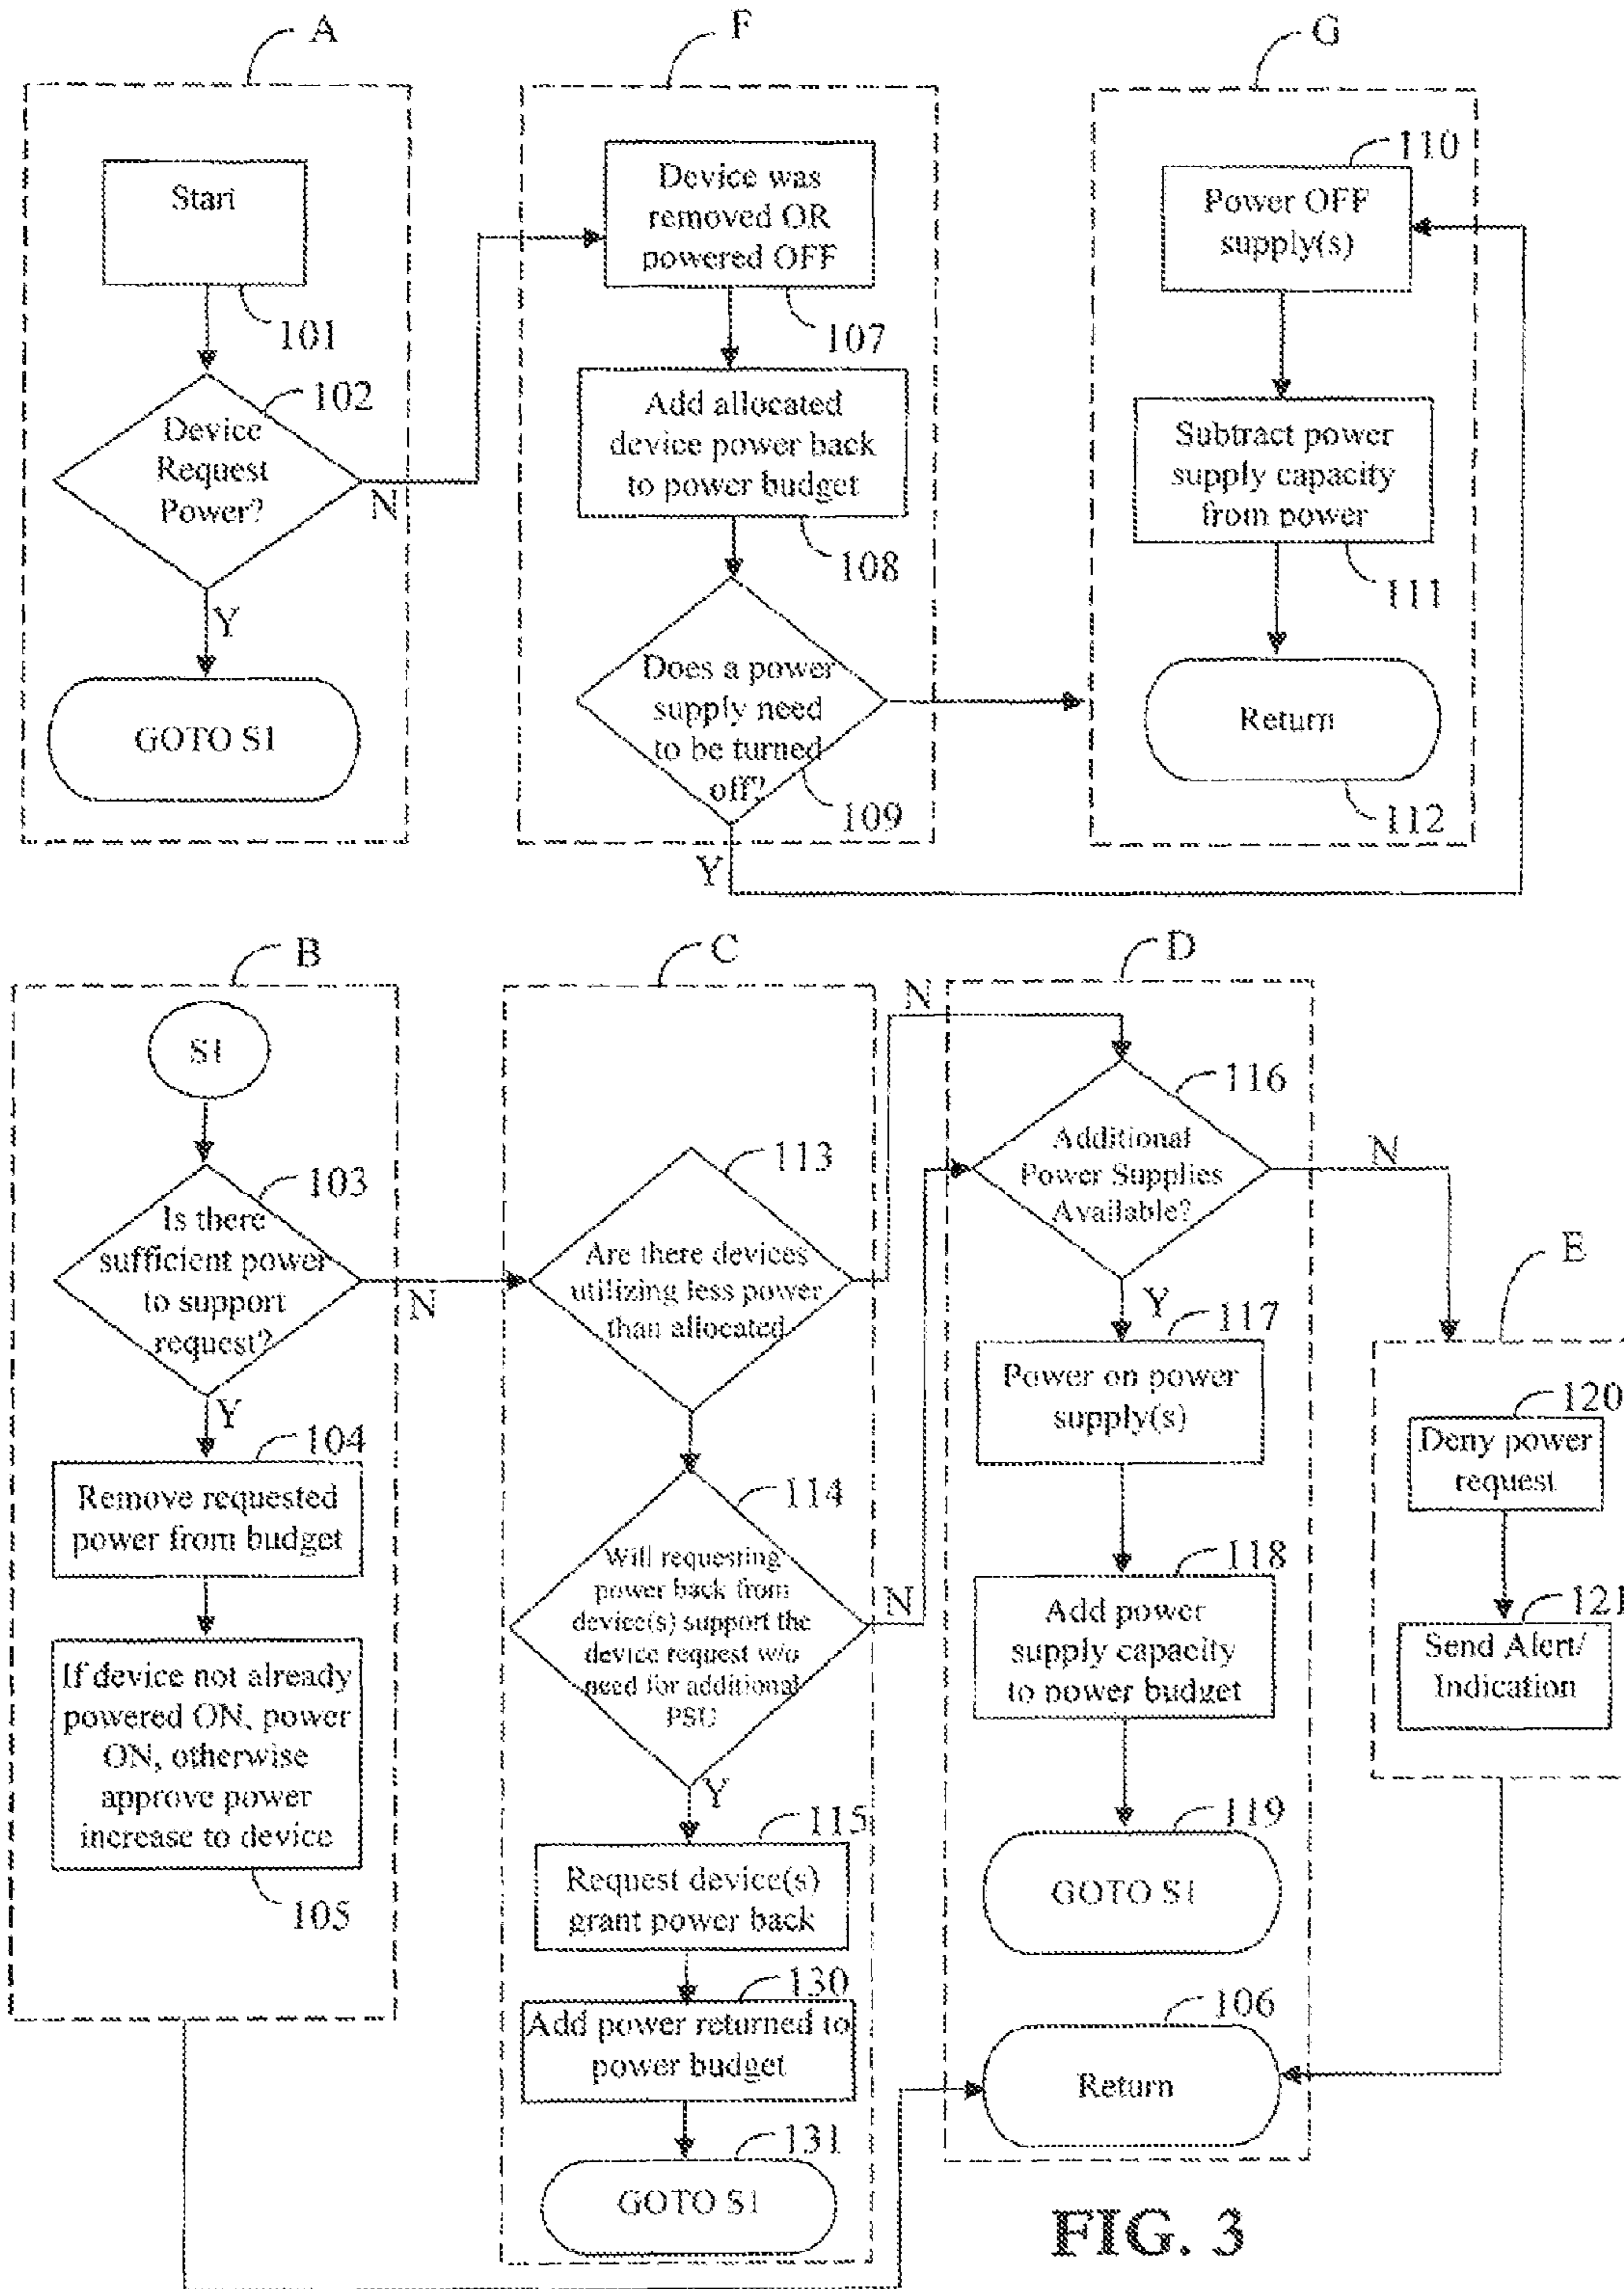 A
Start
101
102
Device
Request
Power?
N
Y
GOTO S1
F
Device was
removed OR
powered OFF
107
Add allocated
device power back
to power budget
108
Does a power
supply need
to be turned
off?
109
Y
G
110
Power OFF
supply(s)
Subtract power
supply capacity
from power
111
Return
112
B
S1
103
Is there
sufficient power
to support
request?
N
Y
104
Remove requested
power from budget
If device not already
powered ON, power
ON, otherwise
approve power
increase to device
105
C
113
Are there devices
utilizing less power
than allocated
N
114
Will requesting
power back from
device(s) support the
device request w/o
need for additional
PSU
N
Y
115
Request device(s)
grant power back
130
Add power returned to
power budget
131
GOTO S1
D
116
Additional
Power Supplies
Available?
N
Y
117
Power on power
supply(s)
118
Add power
supply capacity
to power budget
119
GOTO S1
106
Return
E
120
Deny power
request
121
Send Alert/
Indication
FIG. 3